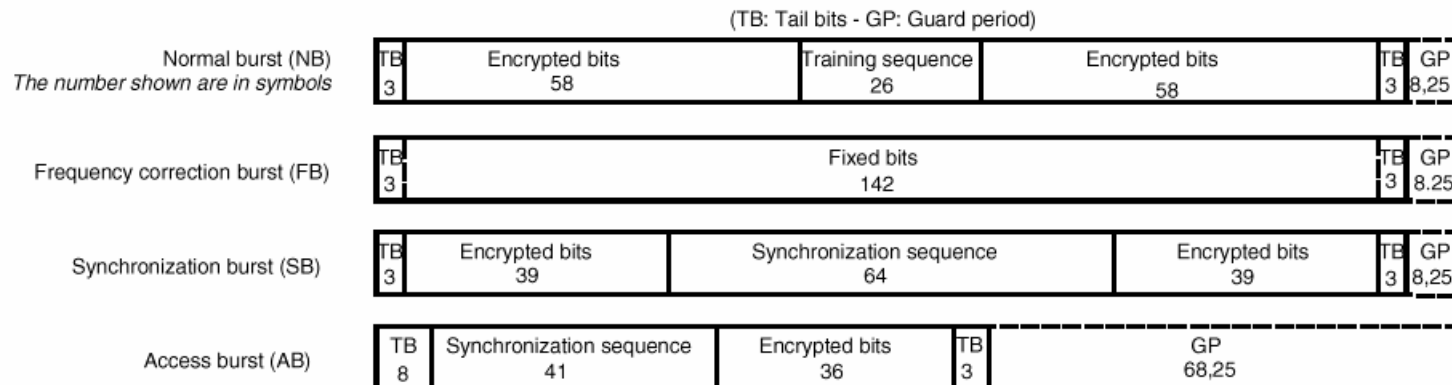 (TB: Tail bits - GP: Guard period)
Normal burst (NB)
The number shown are in symbols
TB
3
Encrypted bits
58
Training sequence
26
Encrypted bits
58
TB
3
GP
8,25
Frequency correction burst (FB)
TB
3
Fixed bits
142
TB
3
GP
8.25
Synchronization burst (SB)
TB
3
Encrypted bits
39
Synchronization sequence
64
Encrypted bits
39
TB
3
GP
8,25
Access burst (AB)
TB
8
Synchronization sequence
41
Encrypted bits
36
TB
3
GP
68,25